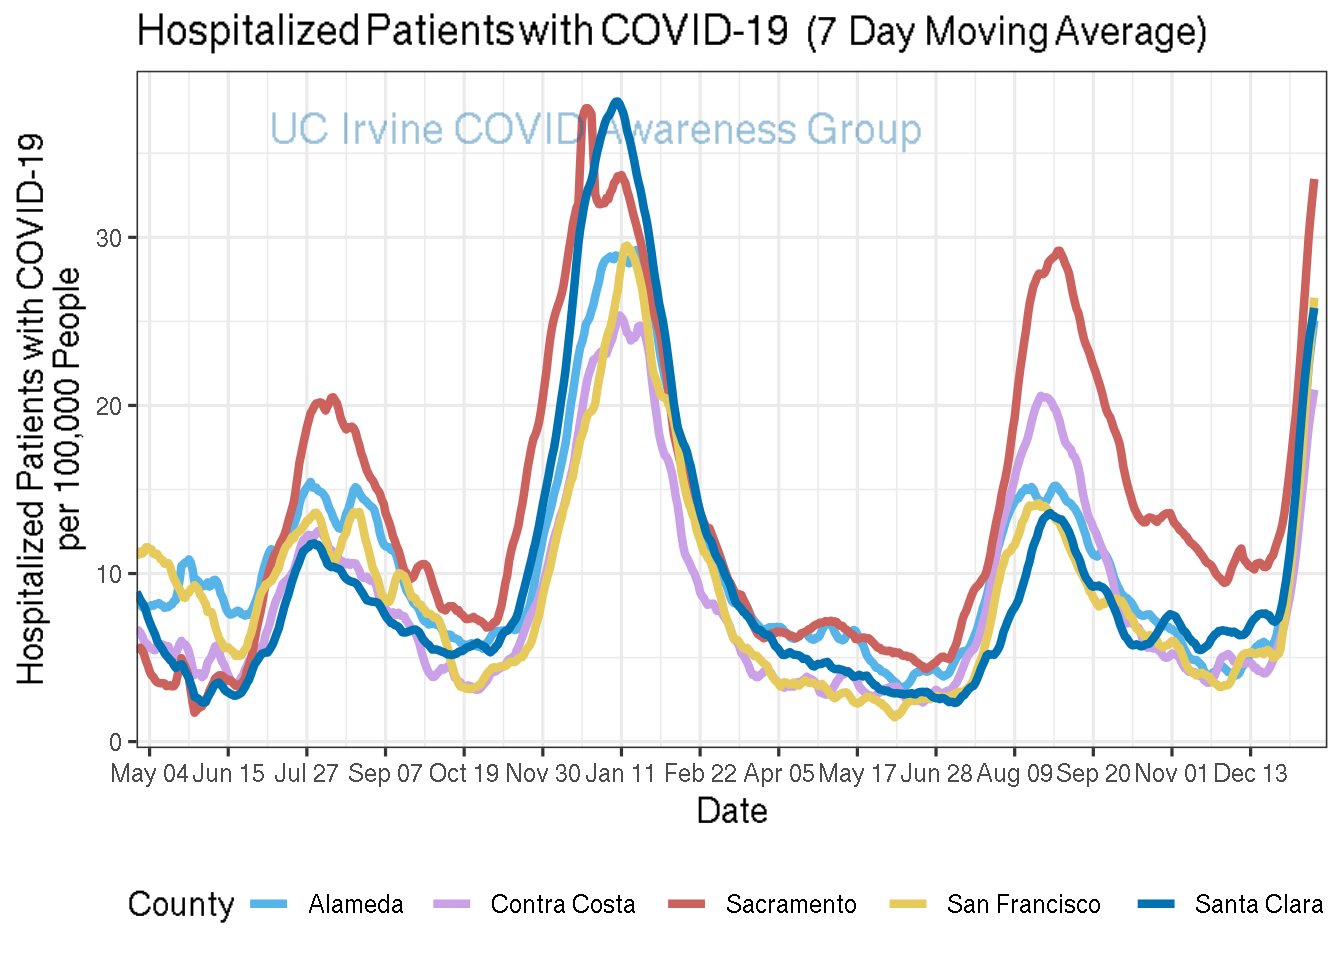 Hospitalized Patients with COVID-19 (7 Day Moving Average)
UC Irvine COVID Awareness Group
Hospitalized Patients with COVID-19
per 100,000 People
30
20
10
0
May 04 Jun 15 Jul 27 Sep 07 Oct 19 Nov 30 Jan 11 Feb 22 Apr 05 May 17 Jun 28 Aug 09 Sep 20 Nov 01 Dec 13
Date
County Alameda Contra Costa Sacramento San Francisco Santa Clara